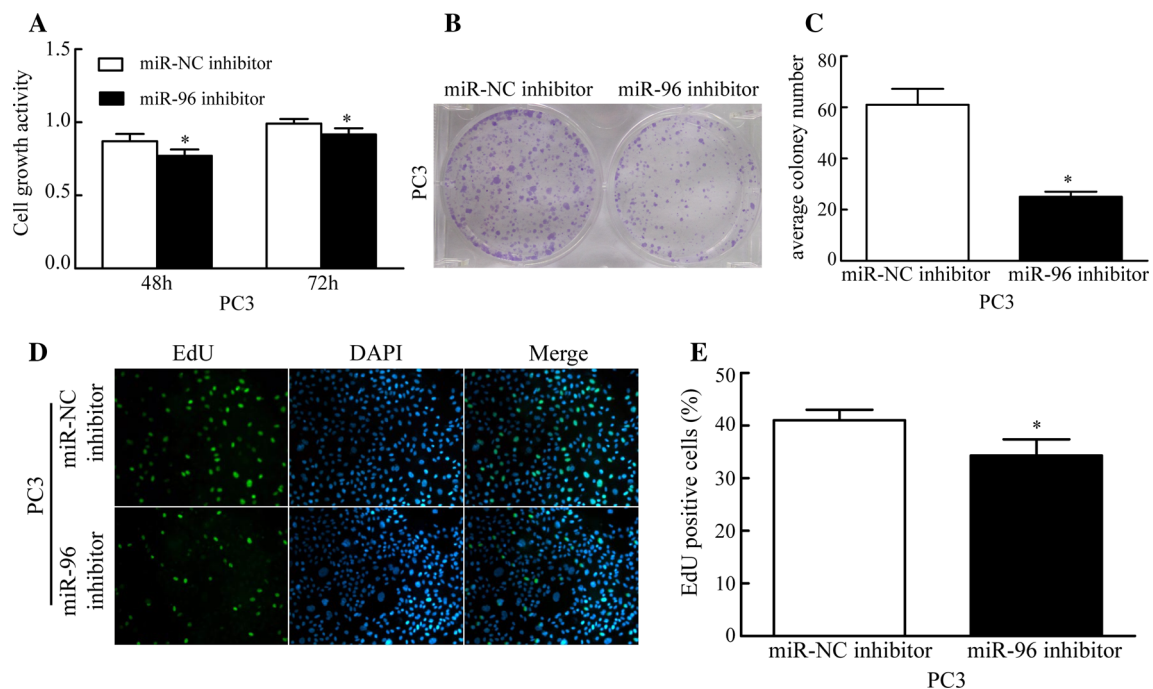 A
1.5
1.0
0.5
0.0
Cell growth activity
miR-NC inhibitor
miR-96 inhibitor
*
*
48h
72h
PC3
B
miR-NC inhibitor
miR-96 inhibitor
PC3
C
80
60
40
20
0
average coloney number
*
miR-NC inhibitor
miR-96 inhibitor
PC3
D
EdU
DAPI
Merge
PC3
miR-NC
inhibitor
miR-96
inhibitor
E
50
40
30
20
10
0
EdU positive cells (%)
*
miR-NC inhibitor
miR-96 inhibitor
PC3